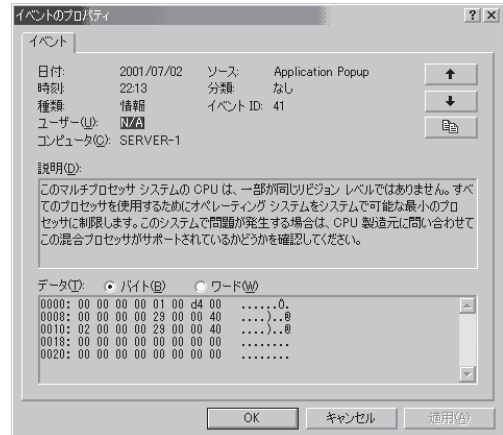 イベントのプロパティ
イベント
日付: 2001/07/02 ソース: Application Popup
時刻: 22:13 分類: なし
種類: 情報 イベント ID: 41
ユーザー(U): N/A
コンピュータ(C): SERVER-1
説明(D):
このマルチプロセッサ システムの CPU は、一部が同じリビジョン レベルではありません。すべ
てのプロセッサを使用するためにオペレーティング システムをシステムで可能な最小のプロ
セッサに制限します。このシステムで問題が発生する場合は、CPU 製造元に問い合わせて
この混合プロセッサがサポートされているかどうかを確認してください。
データ(T): バイト(B) ワード(W)
0000: 00 00 00 00 01 00 d4 00 ......Ô.
0008: 00 00 00 00 29 00 00 40 ....)..@
0010: 02 00 00 00 29 00 00 40 ....)..@
0018: 00 00 00 00 00 00 00 00 ........
0020: 00 00 00 00 00 00 00 00 ........
OK キャンセル 適用(A)